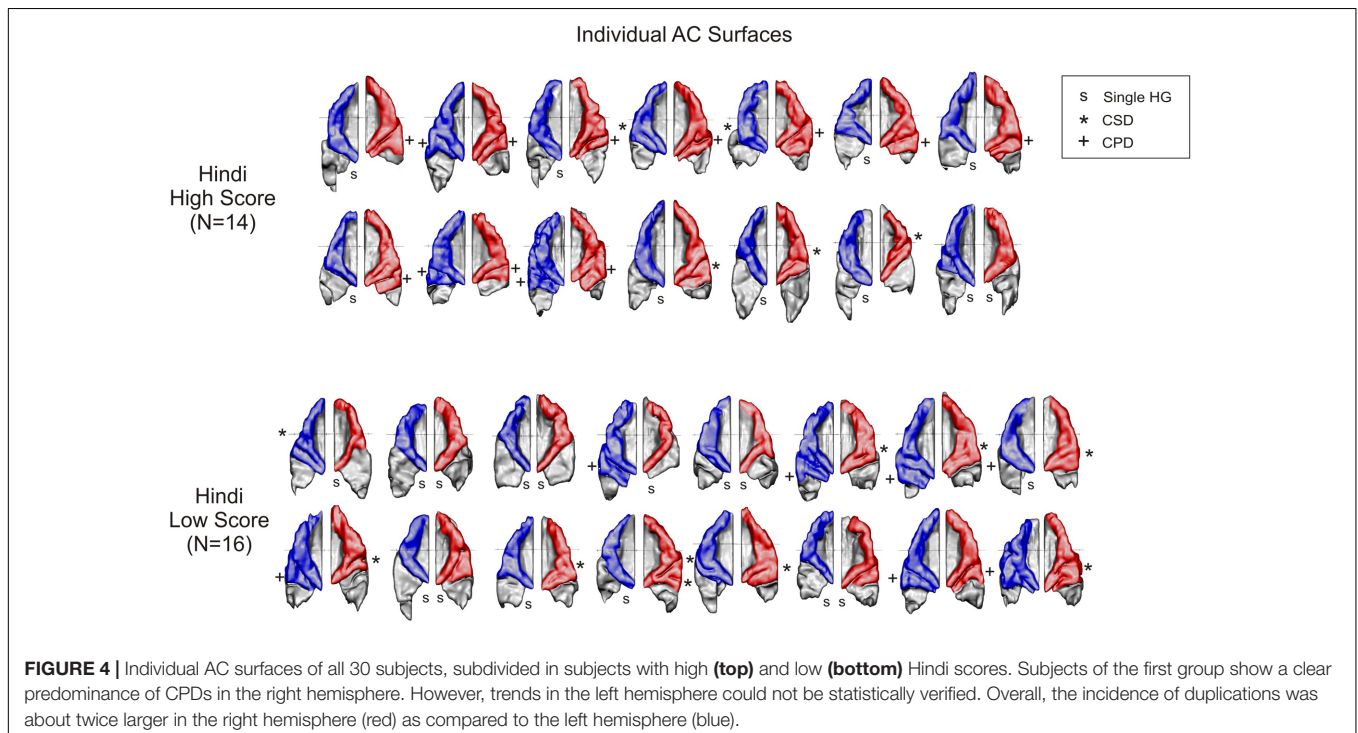 Individual AC Surfaces
s Single HG
* CSD
+ CPD
Hindi
High Score
(N=14)
+ + + + * * + + +
s s s s
+ + + + + * * *
s s s s s s
Hindi
Low Score
(N=16)
* + + * + * + *
s s s s s s s s s
+ * * * * * * + + *
s s s s s s
FIGURE 4 | Individual AC surfaces of all 30 subjects, subdivided in subjects with high (top) and low (bottom) Hindi scores. Subjects of the first group show a clear
predominance of CPDs in the right hemisphere. However, trends in the left hemisphere could not be statistically verified. Overall, the incidence of duplications was
about twice larger in the right hemisphere (red) as compared to the left hemisphere (blue).